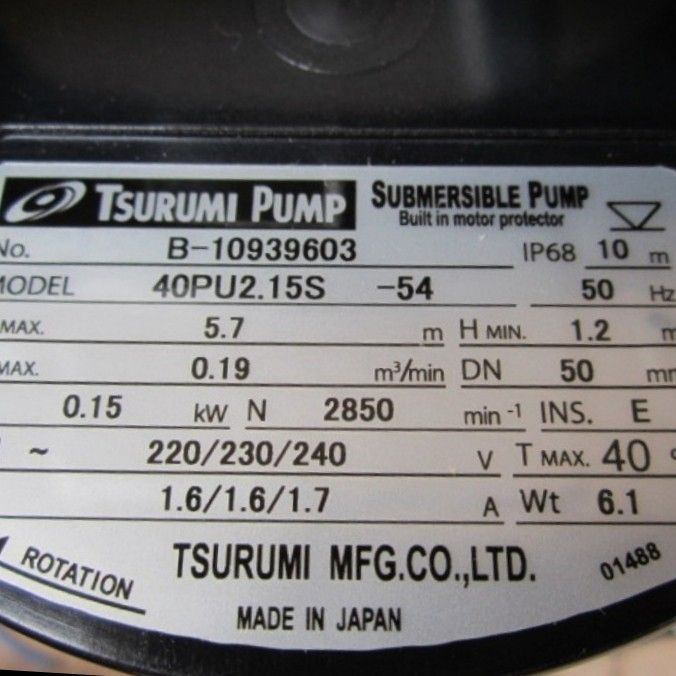 TSURUMI PUMP SUBMERSIBLE PUMP
Built in motor protector
No. B-10939603 IP68 10 m
MODEL 40PU2.15S -54 50 Hz
MAX. 5.7 m H MIN. 1.2 m
MAX. 0.19 m³/min DN 50 mm
0.15 kW N 2850 min⁻¹ INS. E
~ 220/230/240 V T MAX. 40 °
1.6/1.6/1.7 A Wt 6.1
ROTATION TSURUMI MFG.CO.,LTD. 01488
MADE IN JAPAN